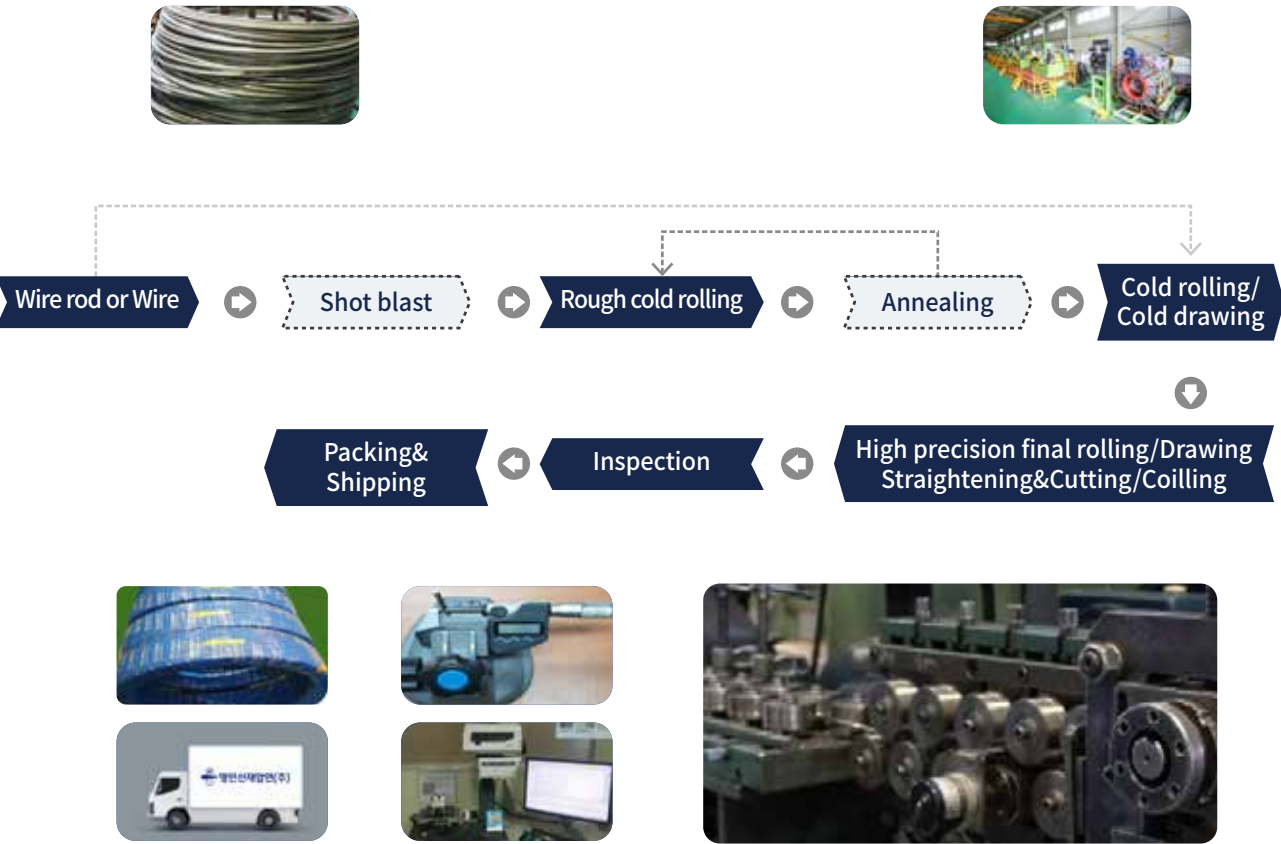 Wire rod or Wire
Shot blast
Rough cold rolling
Annealing
Cold rolling/
Cold drawing
High precision final rolling/Drawing
Straightening&Cutting/Coilling
Inspection
Packing&
Shipping